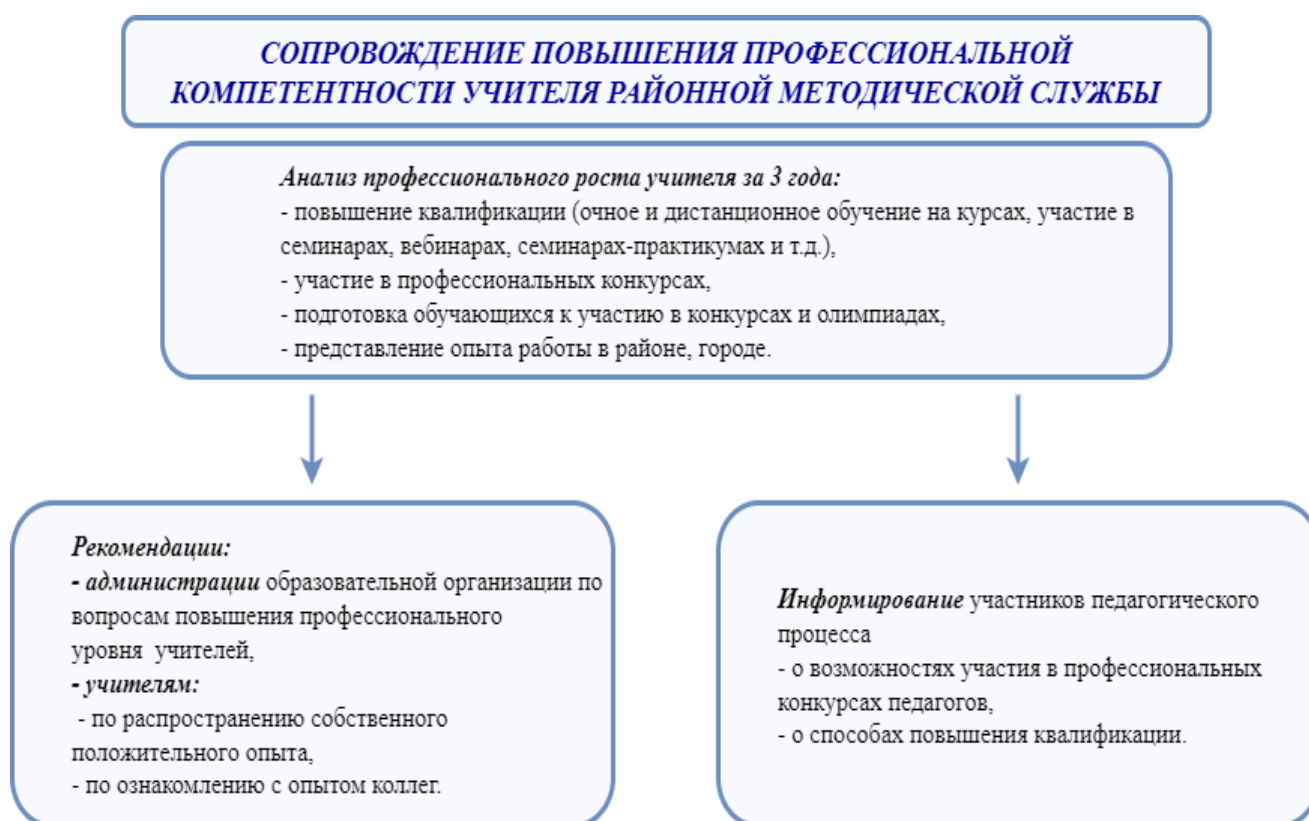 СОПРОВОЖДЕНИЕ ПОВЫШЕНИЯ ПРОФЕССИОНАЛЬНОЙ
КОМПЕТЕНТНОСТИ УЧИТЕЛЯ РАЙОННОЙ МЕТОДИЧЕСКОЙ СЛУЖБЫ
Анализ профессионального роста учителя за 3 года:
- повышение квалификации (очное и дистанционное обучение на курсах, участие в
семинарах, вебинарах, семинарах-практикумах и т.д.),
- участие в профессиональных конкурсах,
- подготовка обучающихся к участию в конкурсах и олимпиадах,
- представление опыта работы в районе, городе.
Рекомендации:
- администрации образовательной организации по
вопросам повышения профессионального
уровня учителей,
- учителям:
- по распространению собственного
положительного опыта,
- по ознакомлению с опытом коллег.
Информирование участников педагогического
процесса
- о возможностях участия в профессиональных
конкурсах педагогов,
- о способах повышения квалификации.